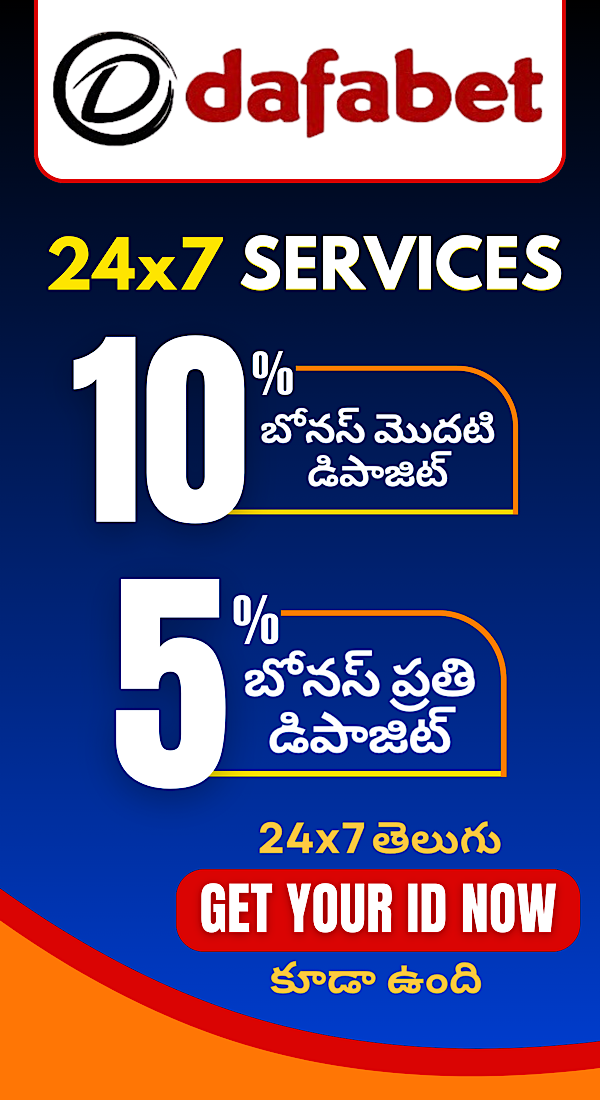 D dafabet
24x7 SERVICES
10%
బోనస్ మొదటి
డిపాజిట్
5%
బోనస్ ప్రతి
డిపాజిట్
24x7 తెలుగు
GET YOUR ID NOW
కూడా ఉంది